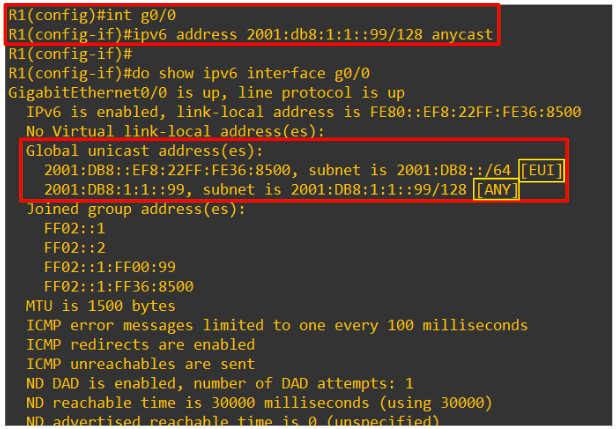 R1(config)#int g0/0
R1(config-if)#ipv6 address 2001:db8:1:1::99/128 anycast
R1(config-if)#
R1(config-if)#do show ipv6 interface g0/0
GigabitEthernet0/0 is up, line protocol is up
IPv6 is enabled, link-local address is FE80::EF8:22FF:FE36:8500
No Virtual link-local address(es):
Global unicast address(es):
2001:DB8::EF8:22FF:FE36:8500, subnet is 2001:DB8::/64 [EUI]
2001:DB8:1:1::99, subnet is 2001:DB8:1:1::99/128 [ANY]
Joined group address(es):
FF02::1
FF02::2
FF02::1:FF00:99
FF02::1:FF36:8500
MTU is 1500 bytes
ICMP error messages limited to one every 100 milliseconds
ICMP redirects are enabled
ICMP unreachables are sent
ND DAD is enabled, number of DAD attempts: 1
ND reachable time is 30000 milliseconds (using 30000)
ND advertised reachable time is 0 (unspecified)